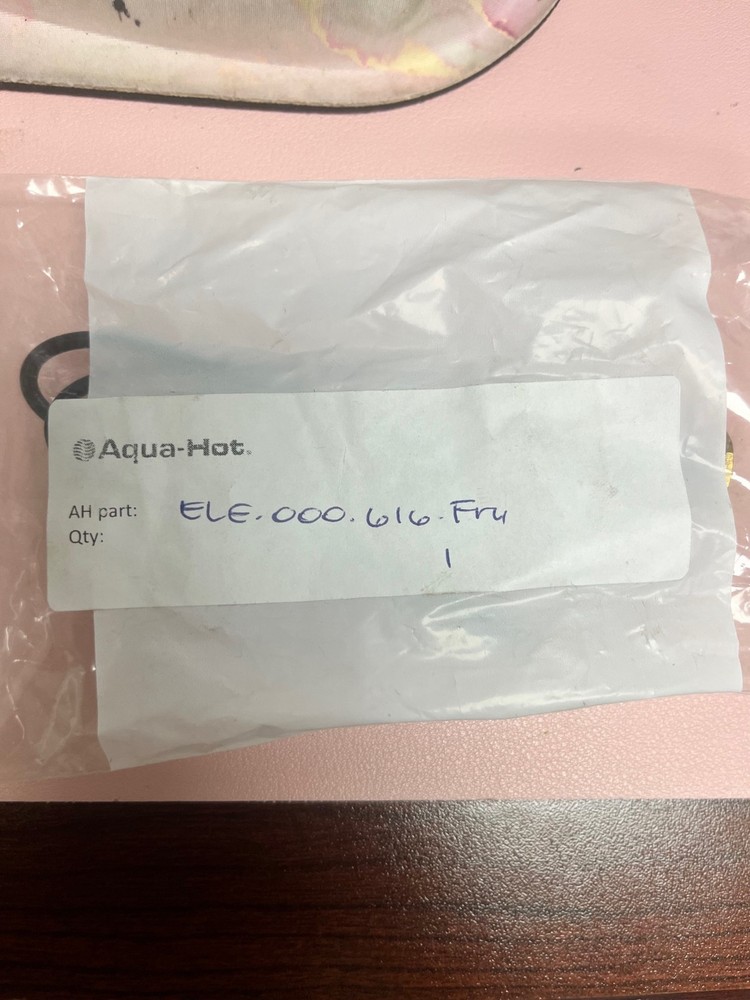 Aqua-Hot.
AH part: ELE.000.616.Fru
Qty: 1